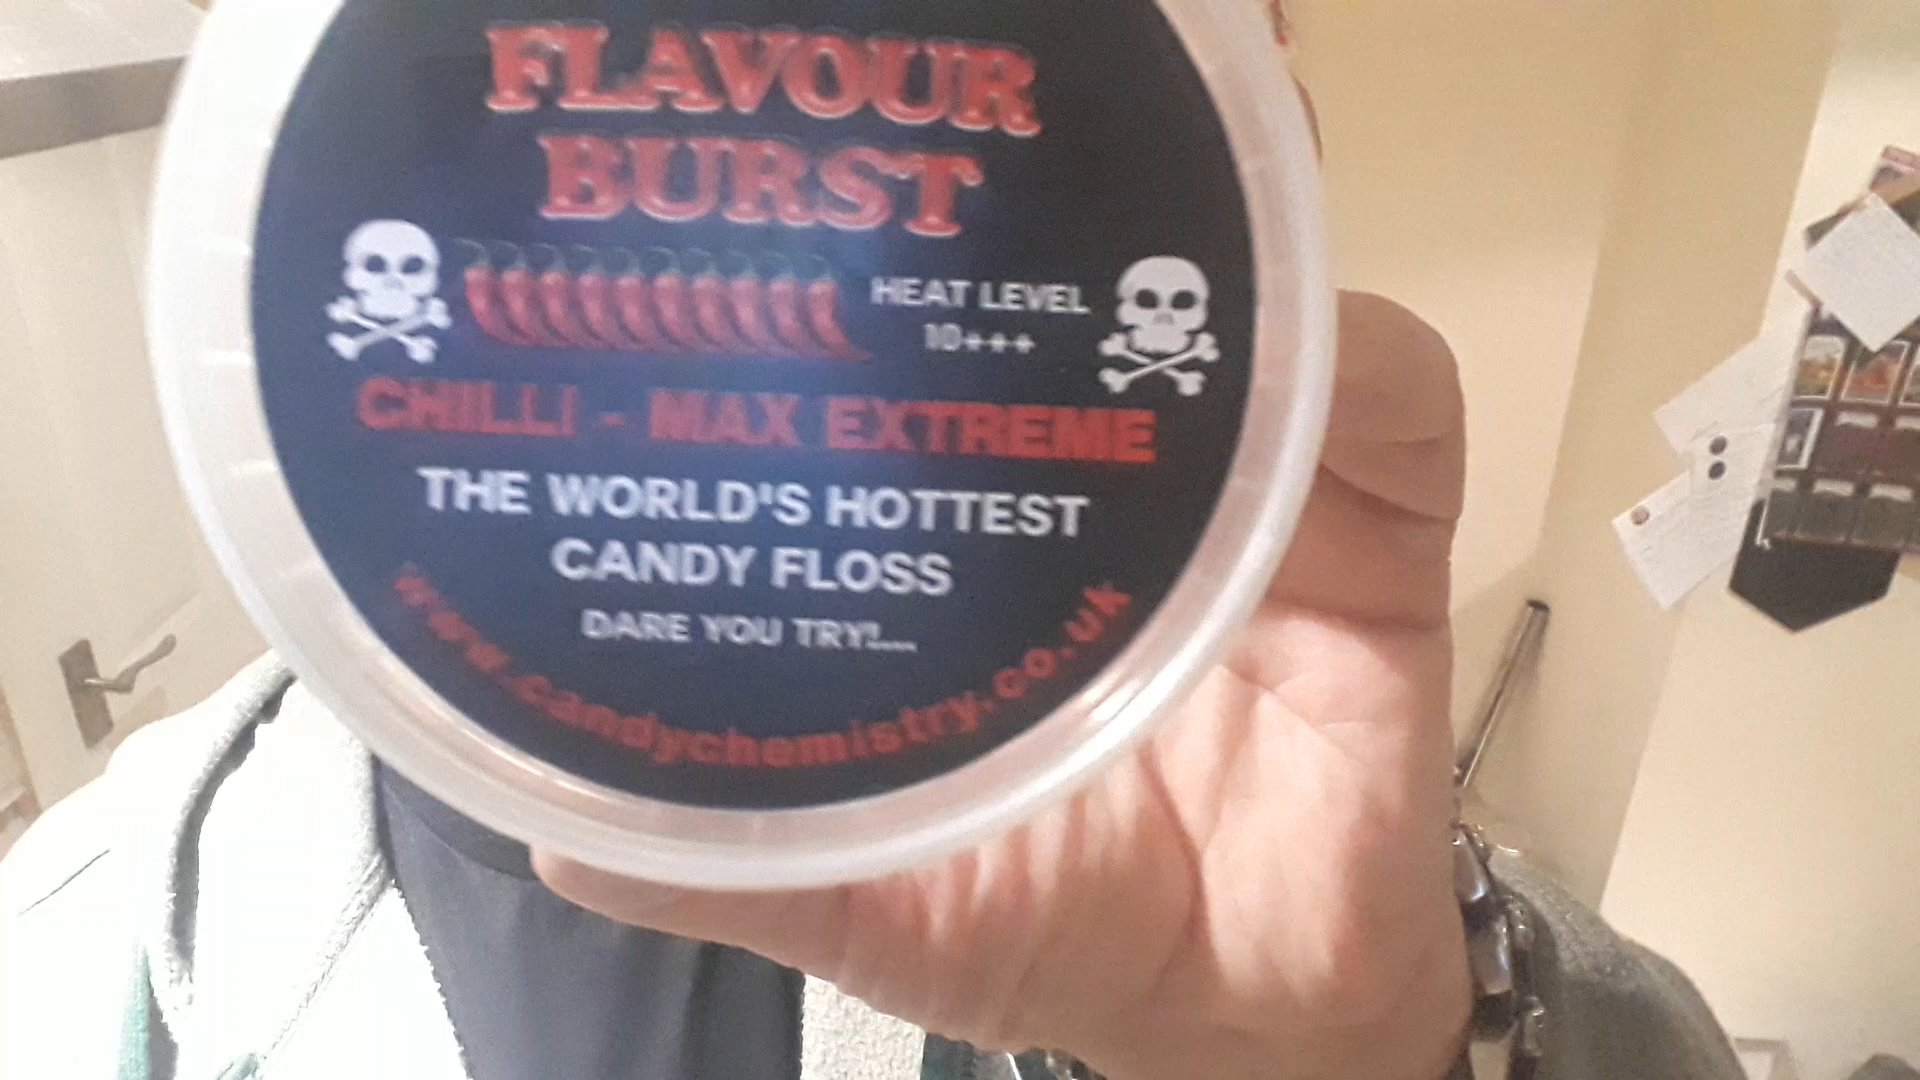 FLAVOUR
BURST
HEAT LEVEL
10+++
CHILLI - MAX EXTREME
THE WORLD'S HOTTEST
CANDY FLOSS
DARE YOU TRY!...
www.candychemistry.co.uk